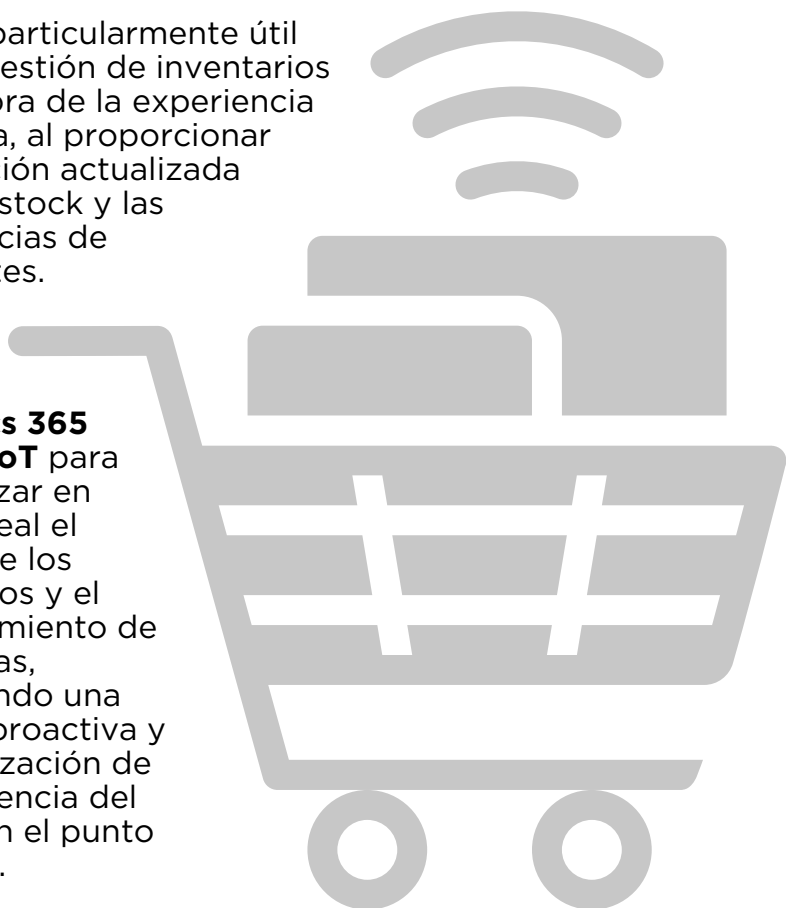 particularmente útil
estión de inventarios
ora de la experiencia
a, al proporcionar
ción actualizada
stock y las
cias de
tes.
s 365
oT para
zar en
eal el
e los
os y el
miento de
as,
ndo una
proactiva y
zación de
encia del
n el punto
.